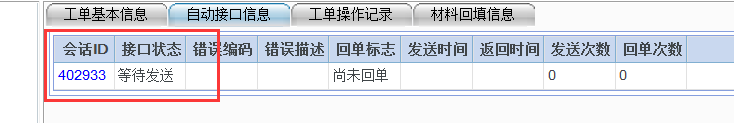 工单基本信息 自动接口信息 工单操作记录 材料回填信息
会话ID 接口状态 错误编码 错误描述 回单标志 发送时间 返回时间 发送次数 回单次数
402933 等待发送 尚未回单 0 0